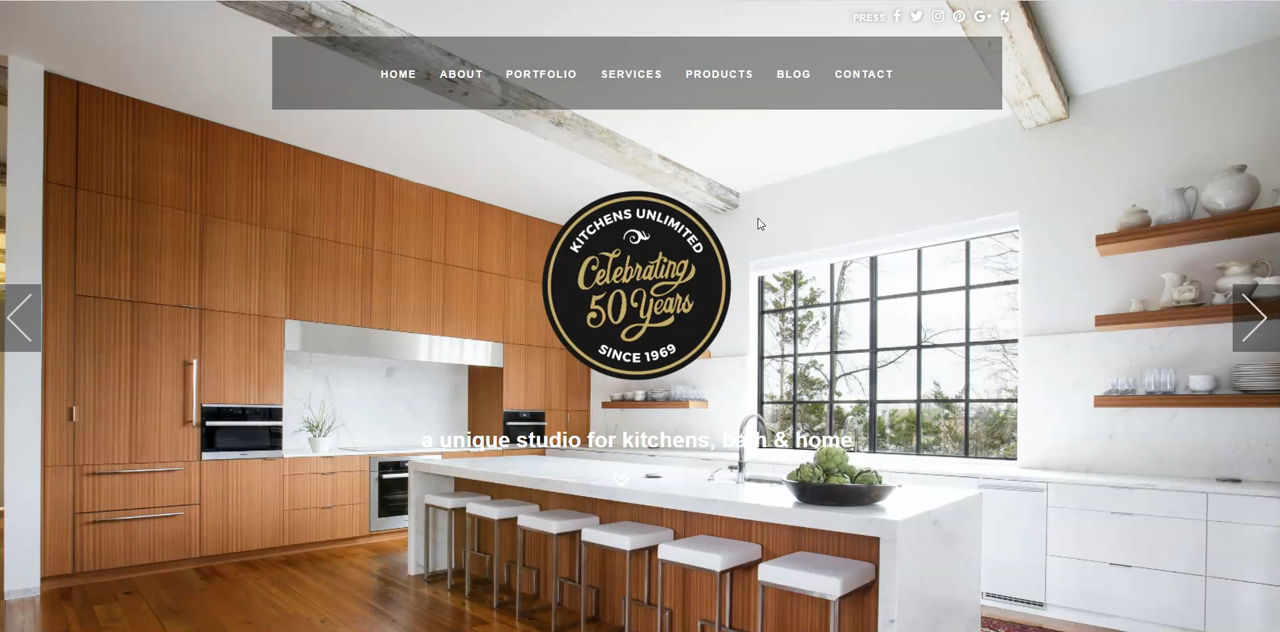 PRESS
HOME ABOUT PORTFOLIO SERVICES PRODUCTS BLOG CONTACT
KITCHENS UNLIMITED
Celebrating
50 Years
SINCE 1969
a unique studio for kitchens, bath & home